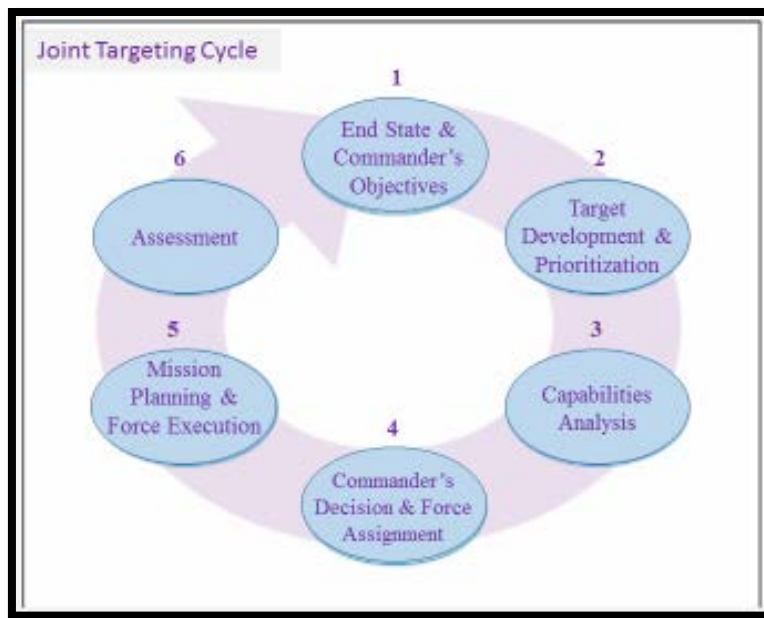 Joint Targeting Cycle
1
End State &
Commander’s
Objectives
2
Target
Development &
Prioritization
3
Capabilities
Analysis
4
Commander’s
Decision & Force
Assignment
5
Mission
Planning &
Force Execution
6
Assessment